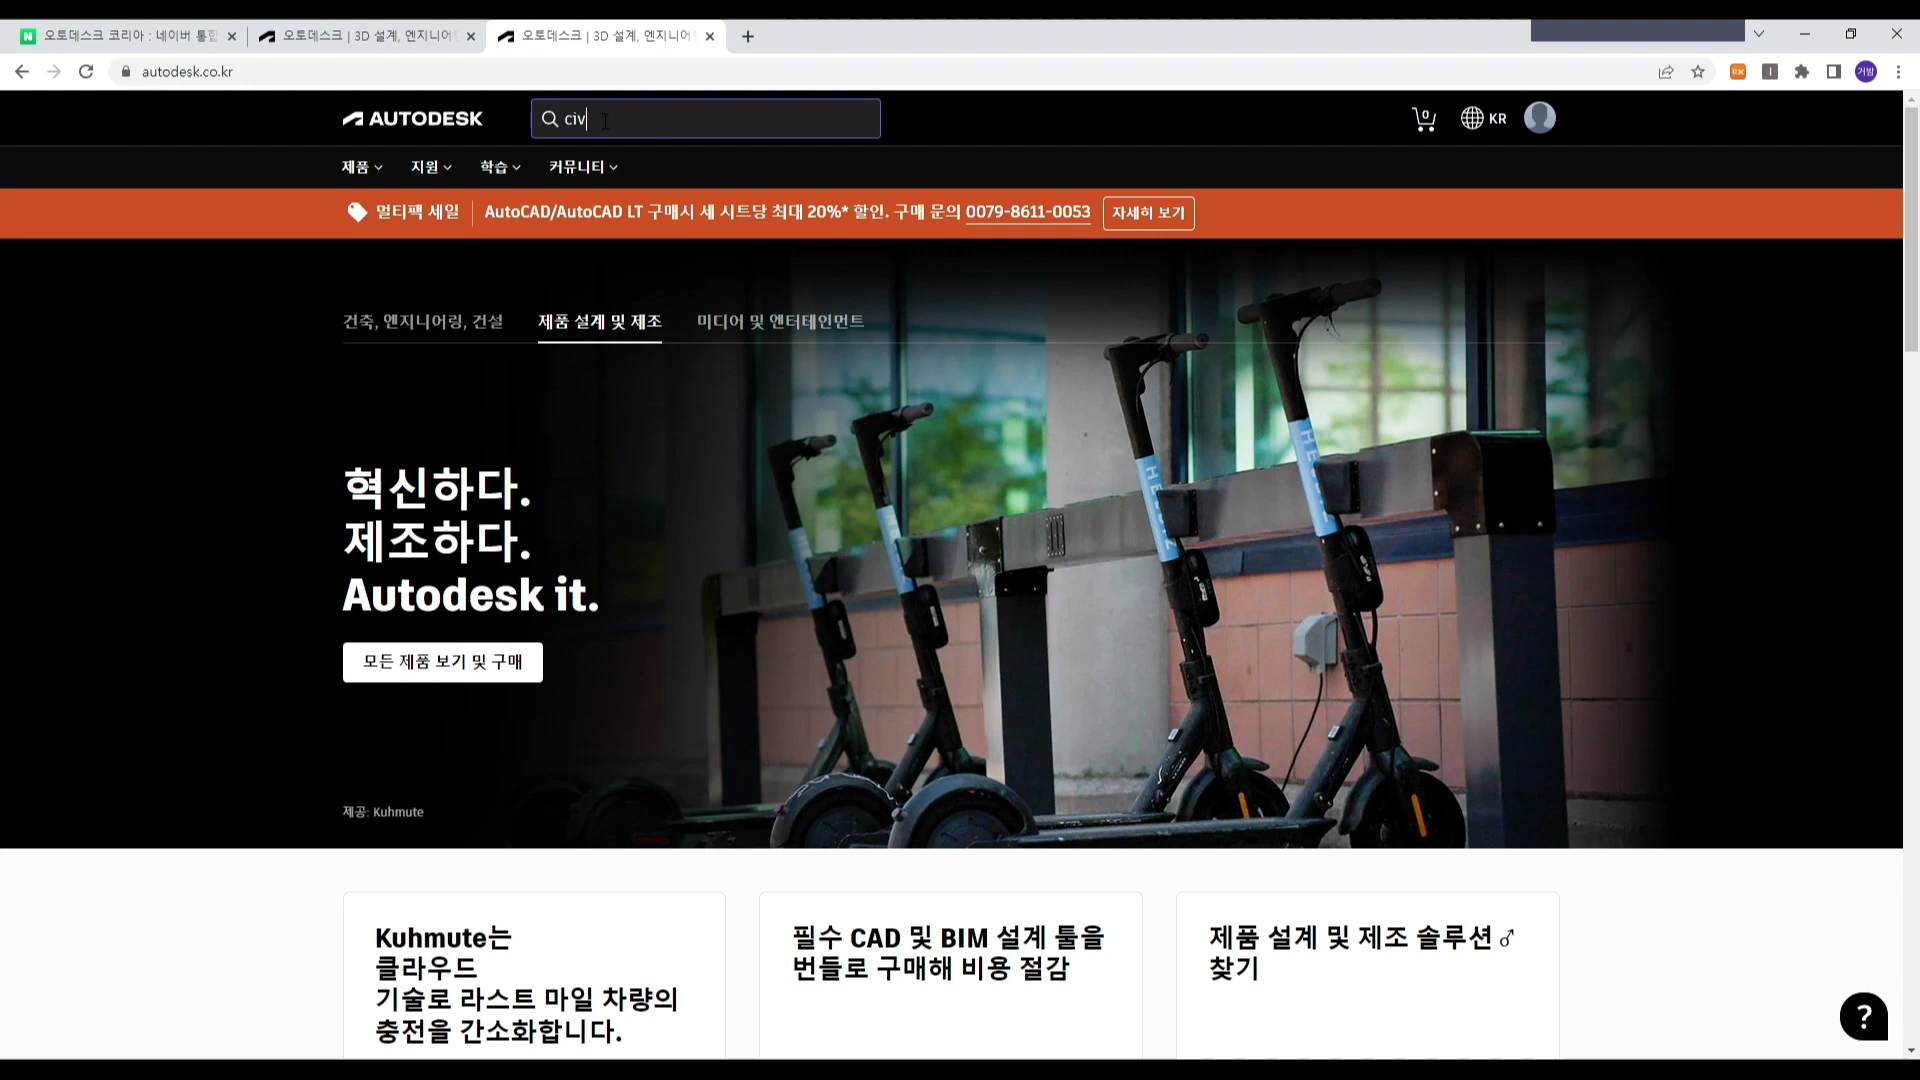 오토데스크 코리아 : 네이버 통합
오토데스크 | 3D 설계, 엔지니어
오토데스크 | 3D 설계, 엔지니어
autodesk.co.kr
거밤
AUTODESK
civ
0
KR
제품
지원
학습
커뮤니티
멀티팩 세일
AutoCAD/AutoCAD LT 구매시 세 시트당 최대 20%* 할인. 구매 문의 0079-8611-0053
자세히 보기
건축, 엔지니어링, 건설
제품 설계 및 제조
미디어 및 엔터테인먼트
혁신하다.
제조하다.
Autodesk it.
모든 제품 보기 및 구매
제공: Kuhmute
Kuhmute는
클라우드
기술로 라스트 마일 차량의
충전을 간소화합니다.
필수 CAD 및 BIM 설계 툴을
번들로 구매해 비용 절감
제품 설계 및 제조 솔루션♂
찾기
?